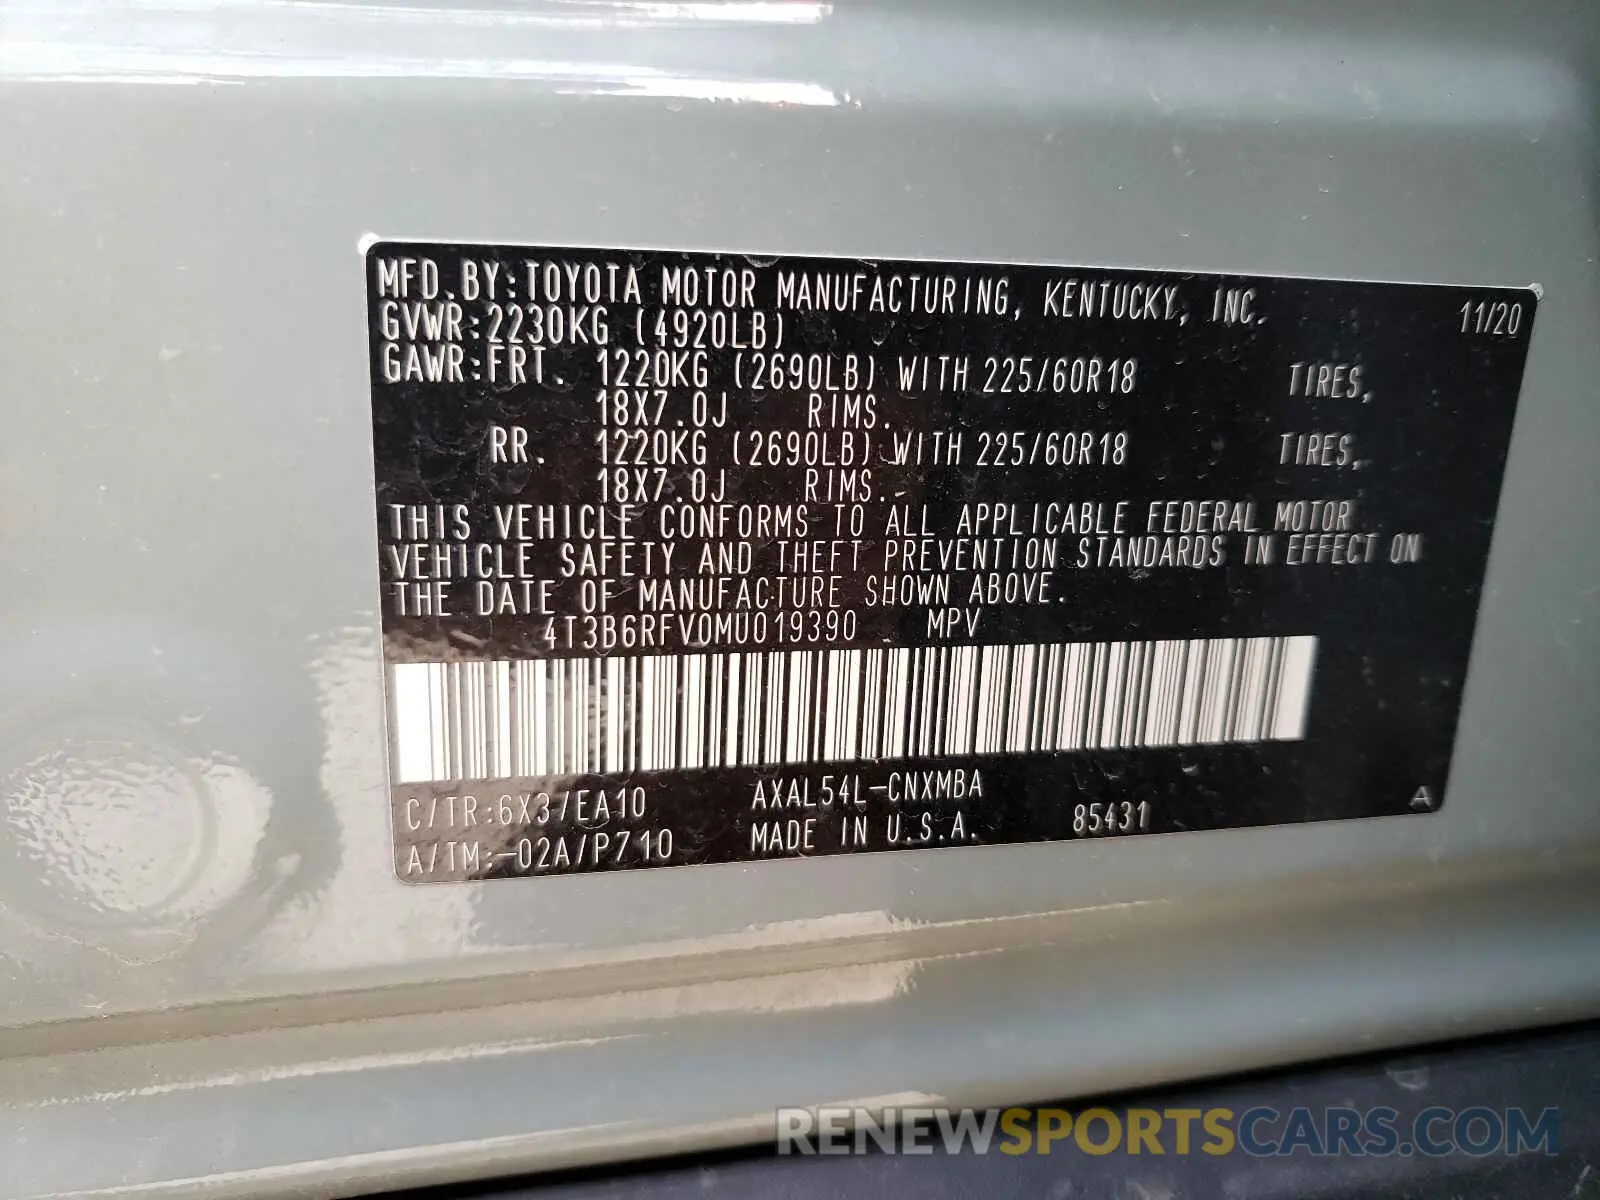 MFD.BY:TOYOTA MOTOR MANUFACTURING, KENTUCKY, INC. 11/20
GVWR:2230KG (4920LB)
GAWR:FRT. 1220KG (2690LB) WITH 225/60R18 TIRES,
18X7.0J RIMS.
RR. 1220KG (2690LB) WITH 225/60R18 TIRES,
18X7.0J RIMS.
THIS VEHICLE CONFORMS TO ALL APPLICABLE FEDERAL MOTOR
VEHICLE SAFETY AND THEFT PREVENTION STANDARDS IN EFFECT ON
THE DATE OF MANUFACTURE SHOWN ABOVE.
4T3B6RFV0MU019390 MPV
C/TR:6X3/EA10 AXAL54L-CNXMBA
A/TM:-02A/P710 MADE IN U.S.A. 85431 A
RENEWSPORTSCARS.COM